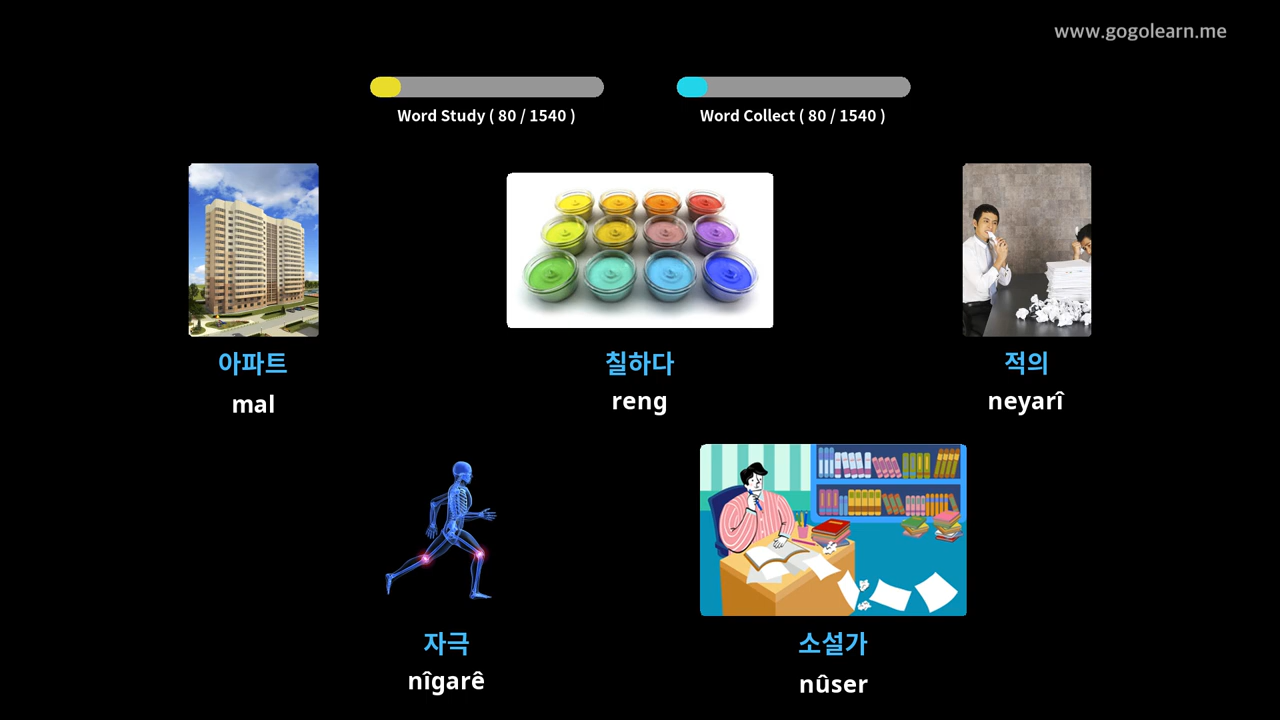 www.gogolearn.me
Word Study ( 80 / 1540 )
Word Collect ( 80 / 1540 )
아파트
mal
칠하다
reng
적의
neyarî
자극
nîgarê
소설가
nûser